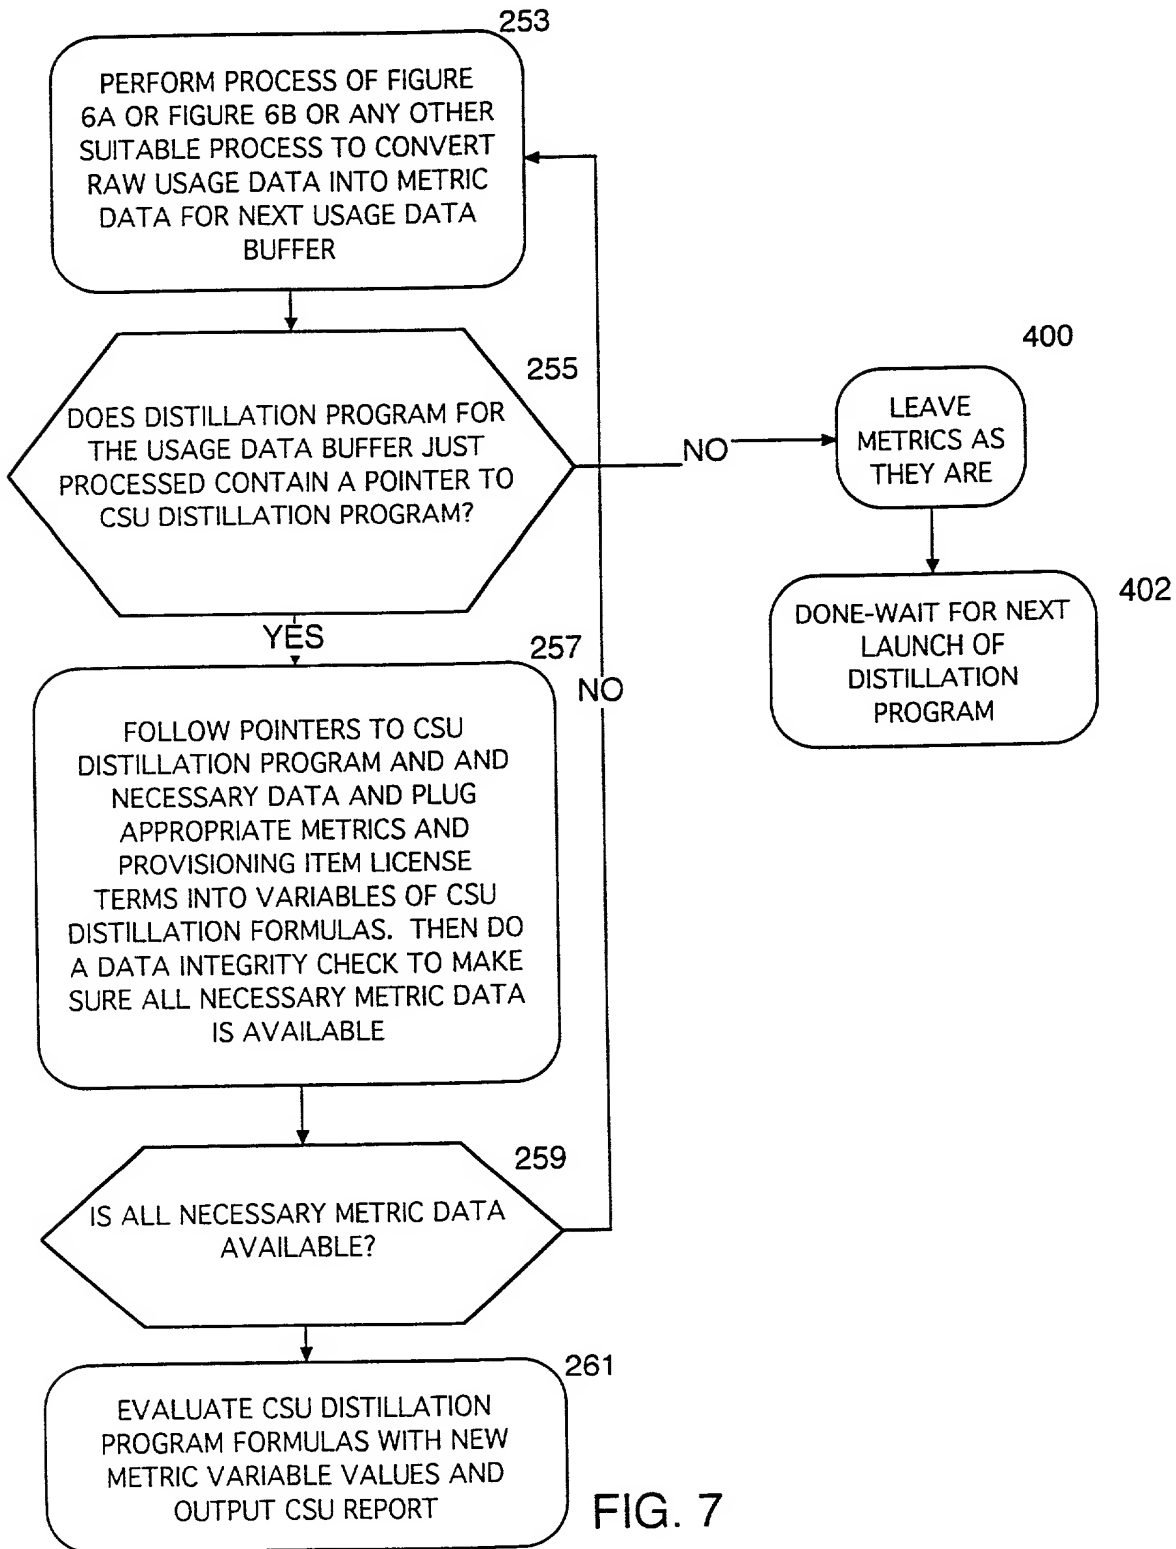 253
PERFORM PROCESS OF FIGURE
6A OR FIGURE 6B OR ANY OTHER
SUITABLE PROCESS TO CONVERT
RAW USAGE DATA INTO METRIC
DATA FOR NEXT USAGE DATA
BUFFER
255
DOES DISTILLATION PROGRAM FOR
THE USAGE DATA BUFFER JUST
PROCESSED CONTAIN A POINTER TO
CSU DISTILLATION PROGRAM?
NO
400
LEAVE
METRICS AS
THEY ARE
402
DONE-WAIT FOR NEXT
LAUNCH OF
DISTILLATION
PROGRAM
YES
257
NO
FOLLOW POINTERS TO CSU
DISTILLATION PROGRAM AND AND
NECESSARY DATA AND PLUG
APPROPRIATE METRICS AND
PROVISIONING ITEM LICENSE
TERMS INTO VARIABLES OF CSU
DISTILLATION FORMULAS. THEN DO
A DATA INTEGRITY CHECK TO MAKE
SURE ALL NECESSARY METRIC DATA
IS AVAILABLE
259
IS ALL NECESSARY METRIC DATA
AVAILABLE?
261
EVALUATE CSU DISTILLATION
PROGRAM FORMULAS WITH NEW
METRIC VARIABLE VALUES AND
OUTPUT CSU REPORT
FIG. 7